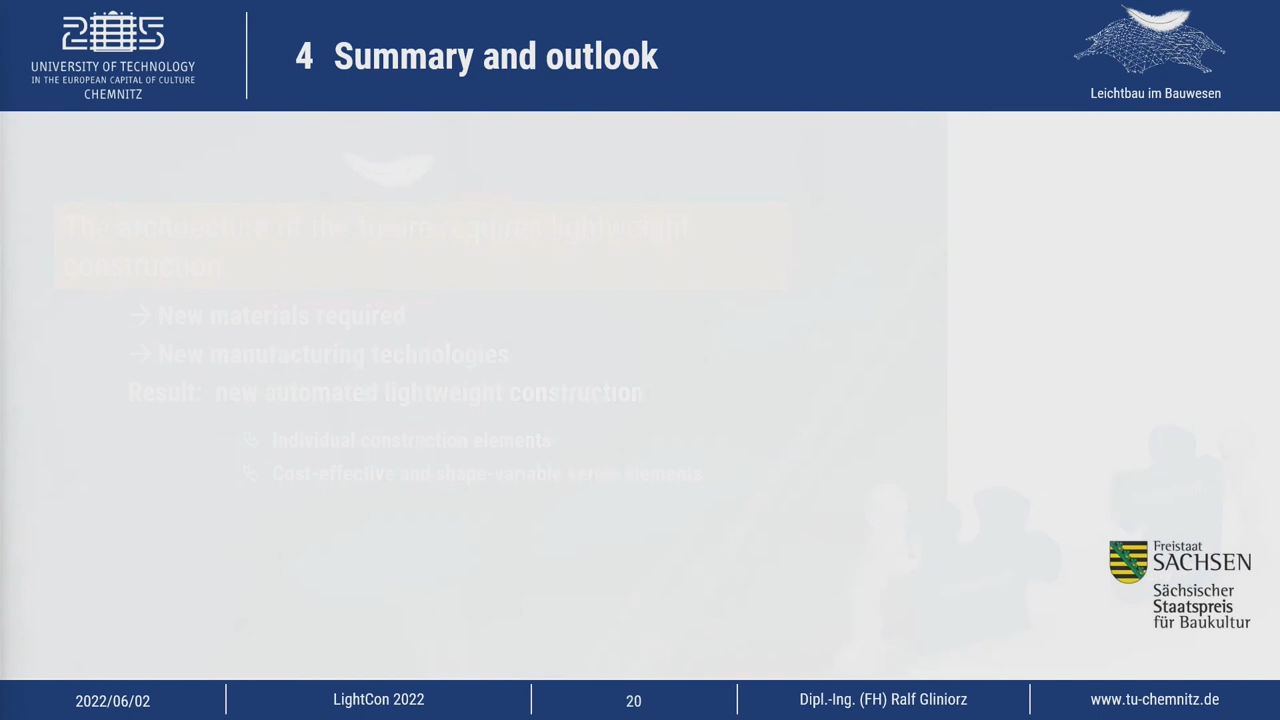 UNIVERSITY OF TECHNOLOGY
IN THE EUROPEAN CAPITAL OF CULTURE
CHEMNITZ
4 Summary and outlook
Leichtbau im Bauwesen
The architecture of the future requires lightweight
construction
→ New materials required
→ New manufacturing technologies
Result: new automated lightweight construction
Individual construction elements
Cost-effective and shape-variable series elements
Freistaat
SACHSEN
Sächsischer
Staatspreis
für Baukultur
2022/06/02
LightCon 2022
20
Dipl.-Ing. (FH) Ralf Gliniorz
www.tu-chemnitz.de